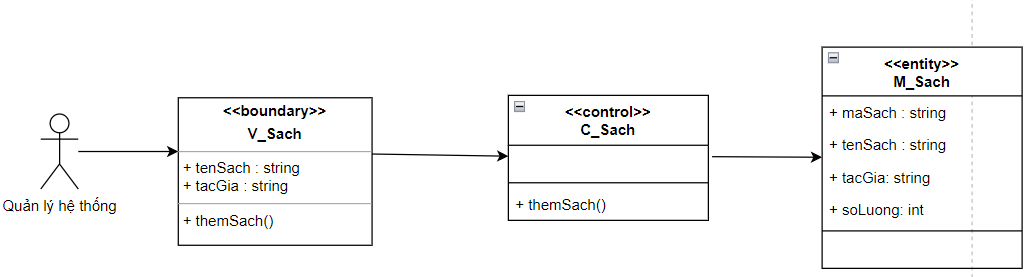 Quản lý hệ thống
<<boundary>>
V_Sach
+ tenSach : string
+ tacGia : string
+ themSach()
<<control>>
C_Sach
+ themSach()
<<entity>>
M_Sach
+ maSach : string
+ tenSach : string
+ tacGia: string
+ soLuong: int